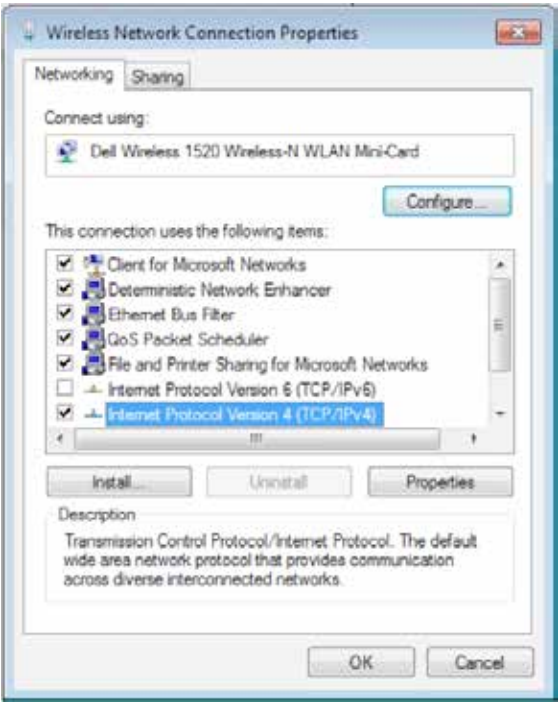 Wireless Network Connection Properties
Networking
Sharing
Connect using:
Dell Wireless 1520 Wireless-N WLAN Mini-Card
Configure...
This connection uses the following items:
Client for Microsoft Networks
Deterministic Network Enhancer
Ethernet Bus Filter
QoS Packet Scheduler
File and Printer Sharing for Microsoft Networks
Internet Protocol Version 6 (TCP/IPv6)
Internet Protocol Version 4 (TCP/IPv4)
Install...
Uninstall
Properties
Description
Transmission Control Protocol/Internet Protocol. The default
wide area network protocol that provides communication
across diverse interconnected networks.
OK
Cancel